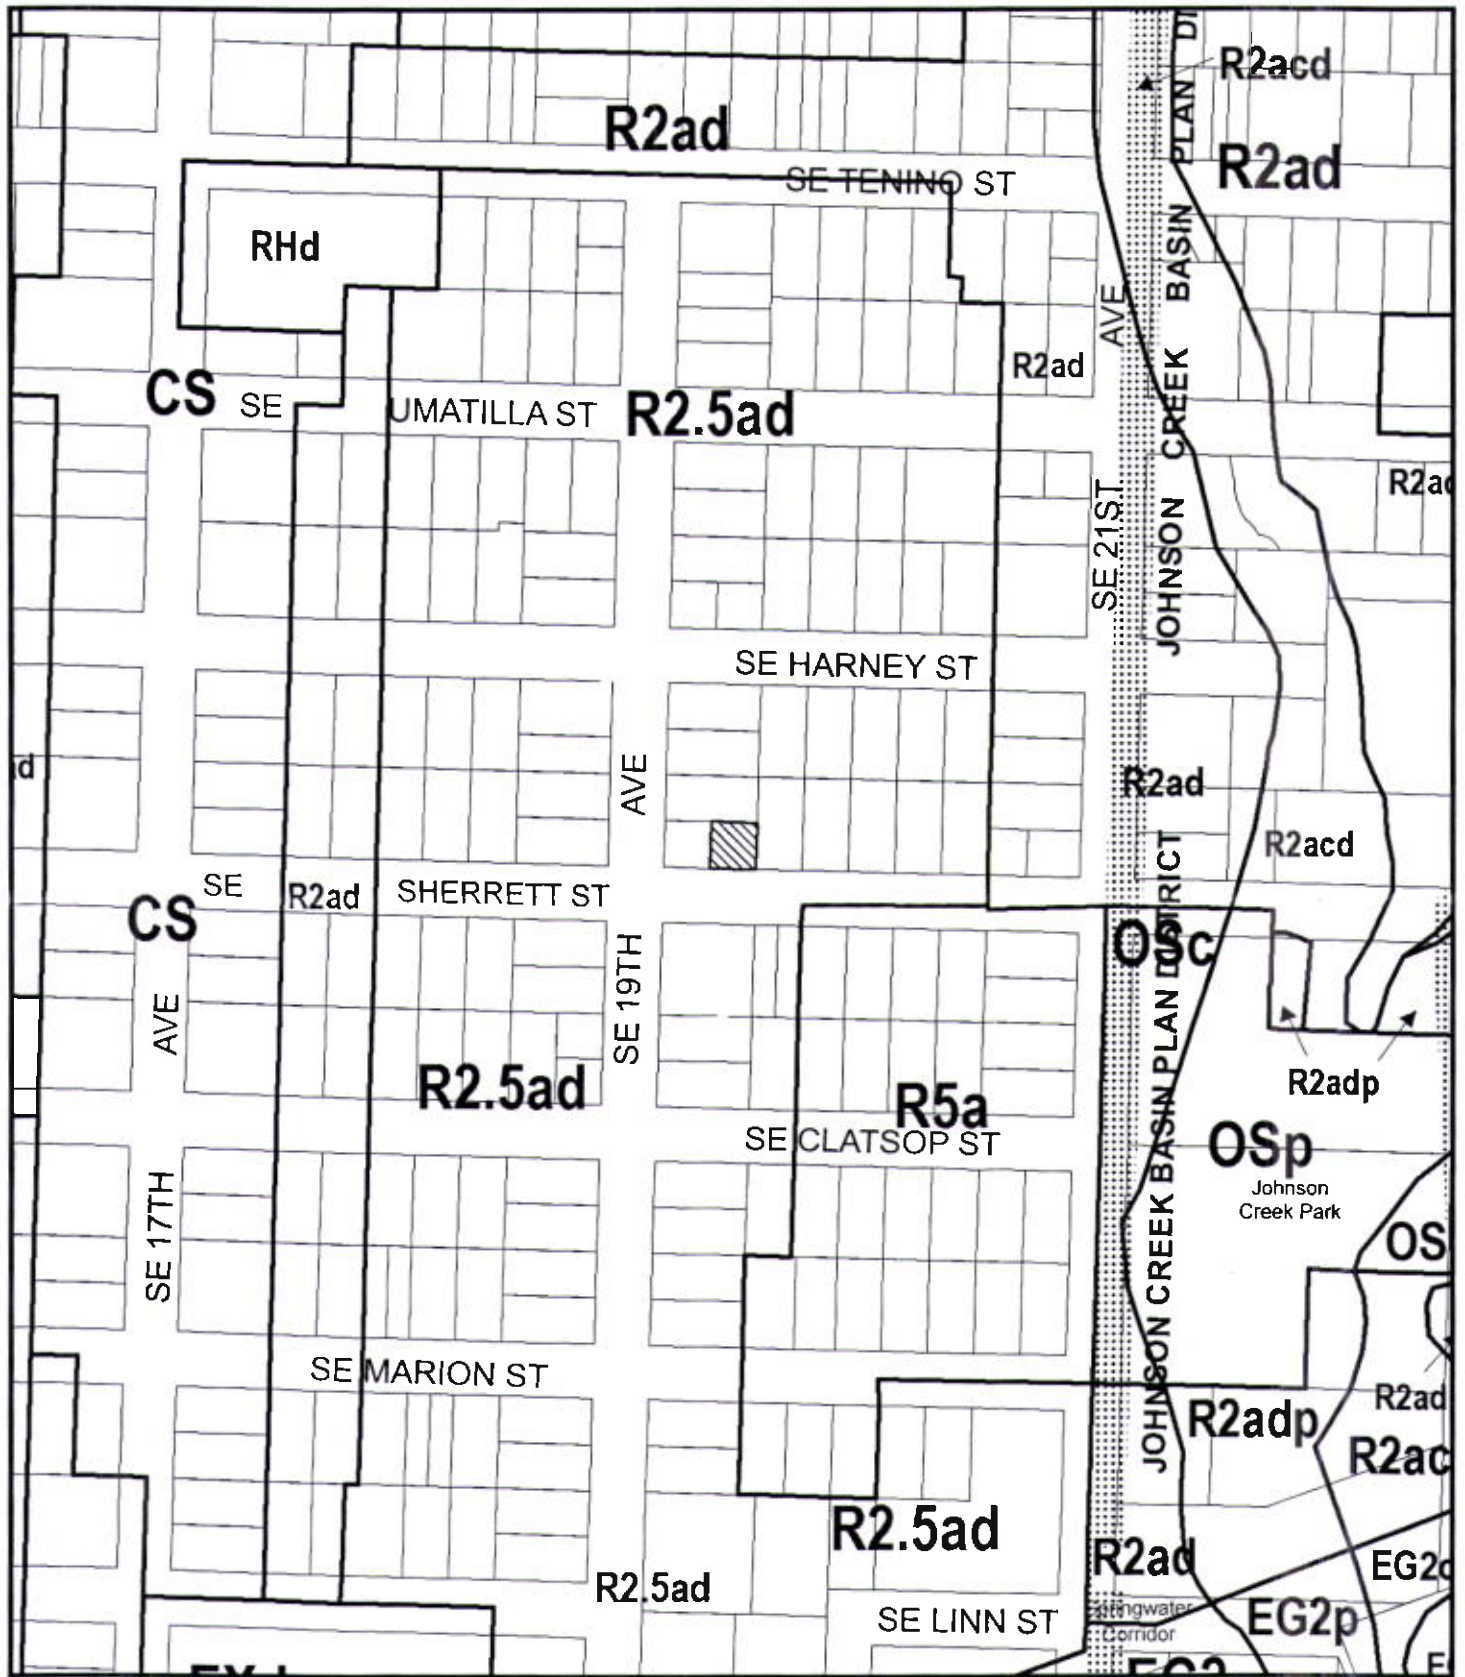 R2acd
PLAN
R2ad
R2ad
SE TENINO ST
RHd
BASIN
AVE
R2ad
CREEK
CS
SE
UMATILLA ST
R2.5ad
R2ad
SE 21ST
JOHNSON
SE HARNEY ST
AVE
R2ad
R2acd
SE
R2ad
SHERRETT ST
CS
OSc
SE 19TH
AVE
R2adp
R2.5ad
R5a
SE CLATSOP ST
OSp
Johnson
Creek Park
OS
SE 17TH
JOHNSON CREEK BASIN PLAN DISTRICT
SE MARION ST
R2ad
R2adp
R2ac
R2.5ad
R2ad
EG2c
R2.5ad
SE LINN ST
Springwater
Corridor
EG2p